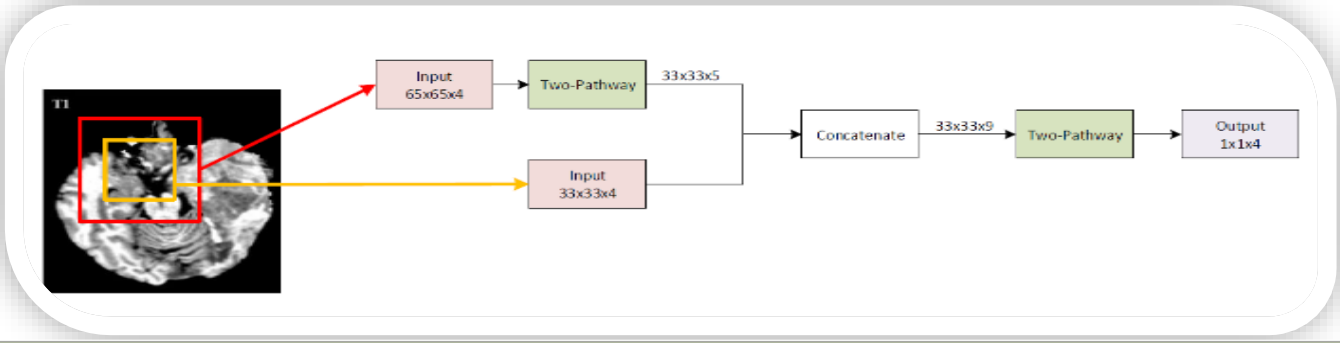 T1
Input
65x65x4
Two-Pathway
33x33x5
Input
33x33x4
Concatenate
33x33x9
Two-Pathway
Output
1x1x4